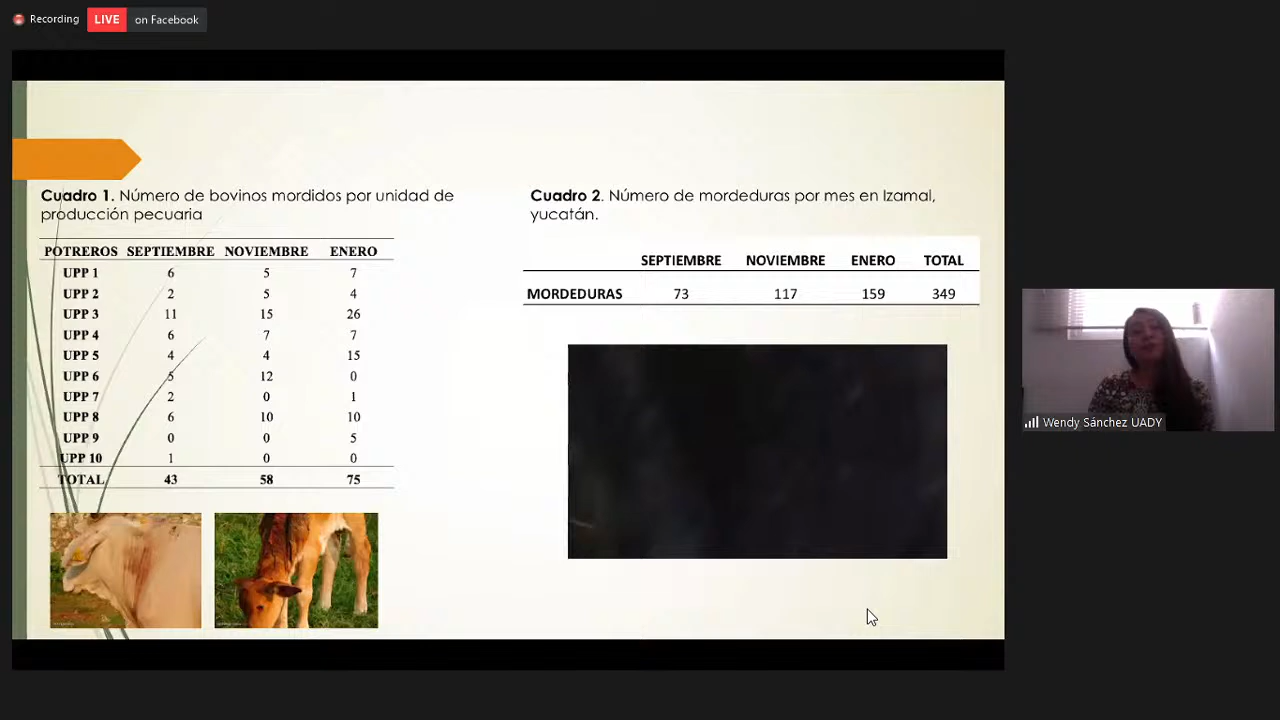 Recording LIVE on Facebook
Cuadro 1. Número de bovinos mordidos por unidad de
producción pecuaria
POTREROS SEPTIEMBRE NOVIEMBRE ENERO
UPP 1 6 5 7
UPP 2 2 5 4
UPP 3 11 15 26
UPP 4 6 7 7
UPP 5 4 4 15
UPP 6 5 12 0
UPP 7 2 0 1
UPP 8 6 10 10
UPP 9 0 0 5
UPP 10 1 0 0
TOTAL 43 58 75
Cuadro 2. Número de mordeduras por mes en Izamal,
yucatán.
SEPTIEMBRE NOVIEMBRE ENERO TOTAL
MORDEDURAS 73 117 159 349
Wendy Sánchez UADY